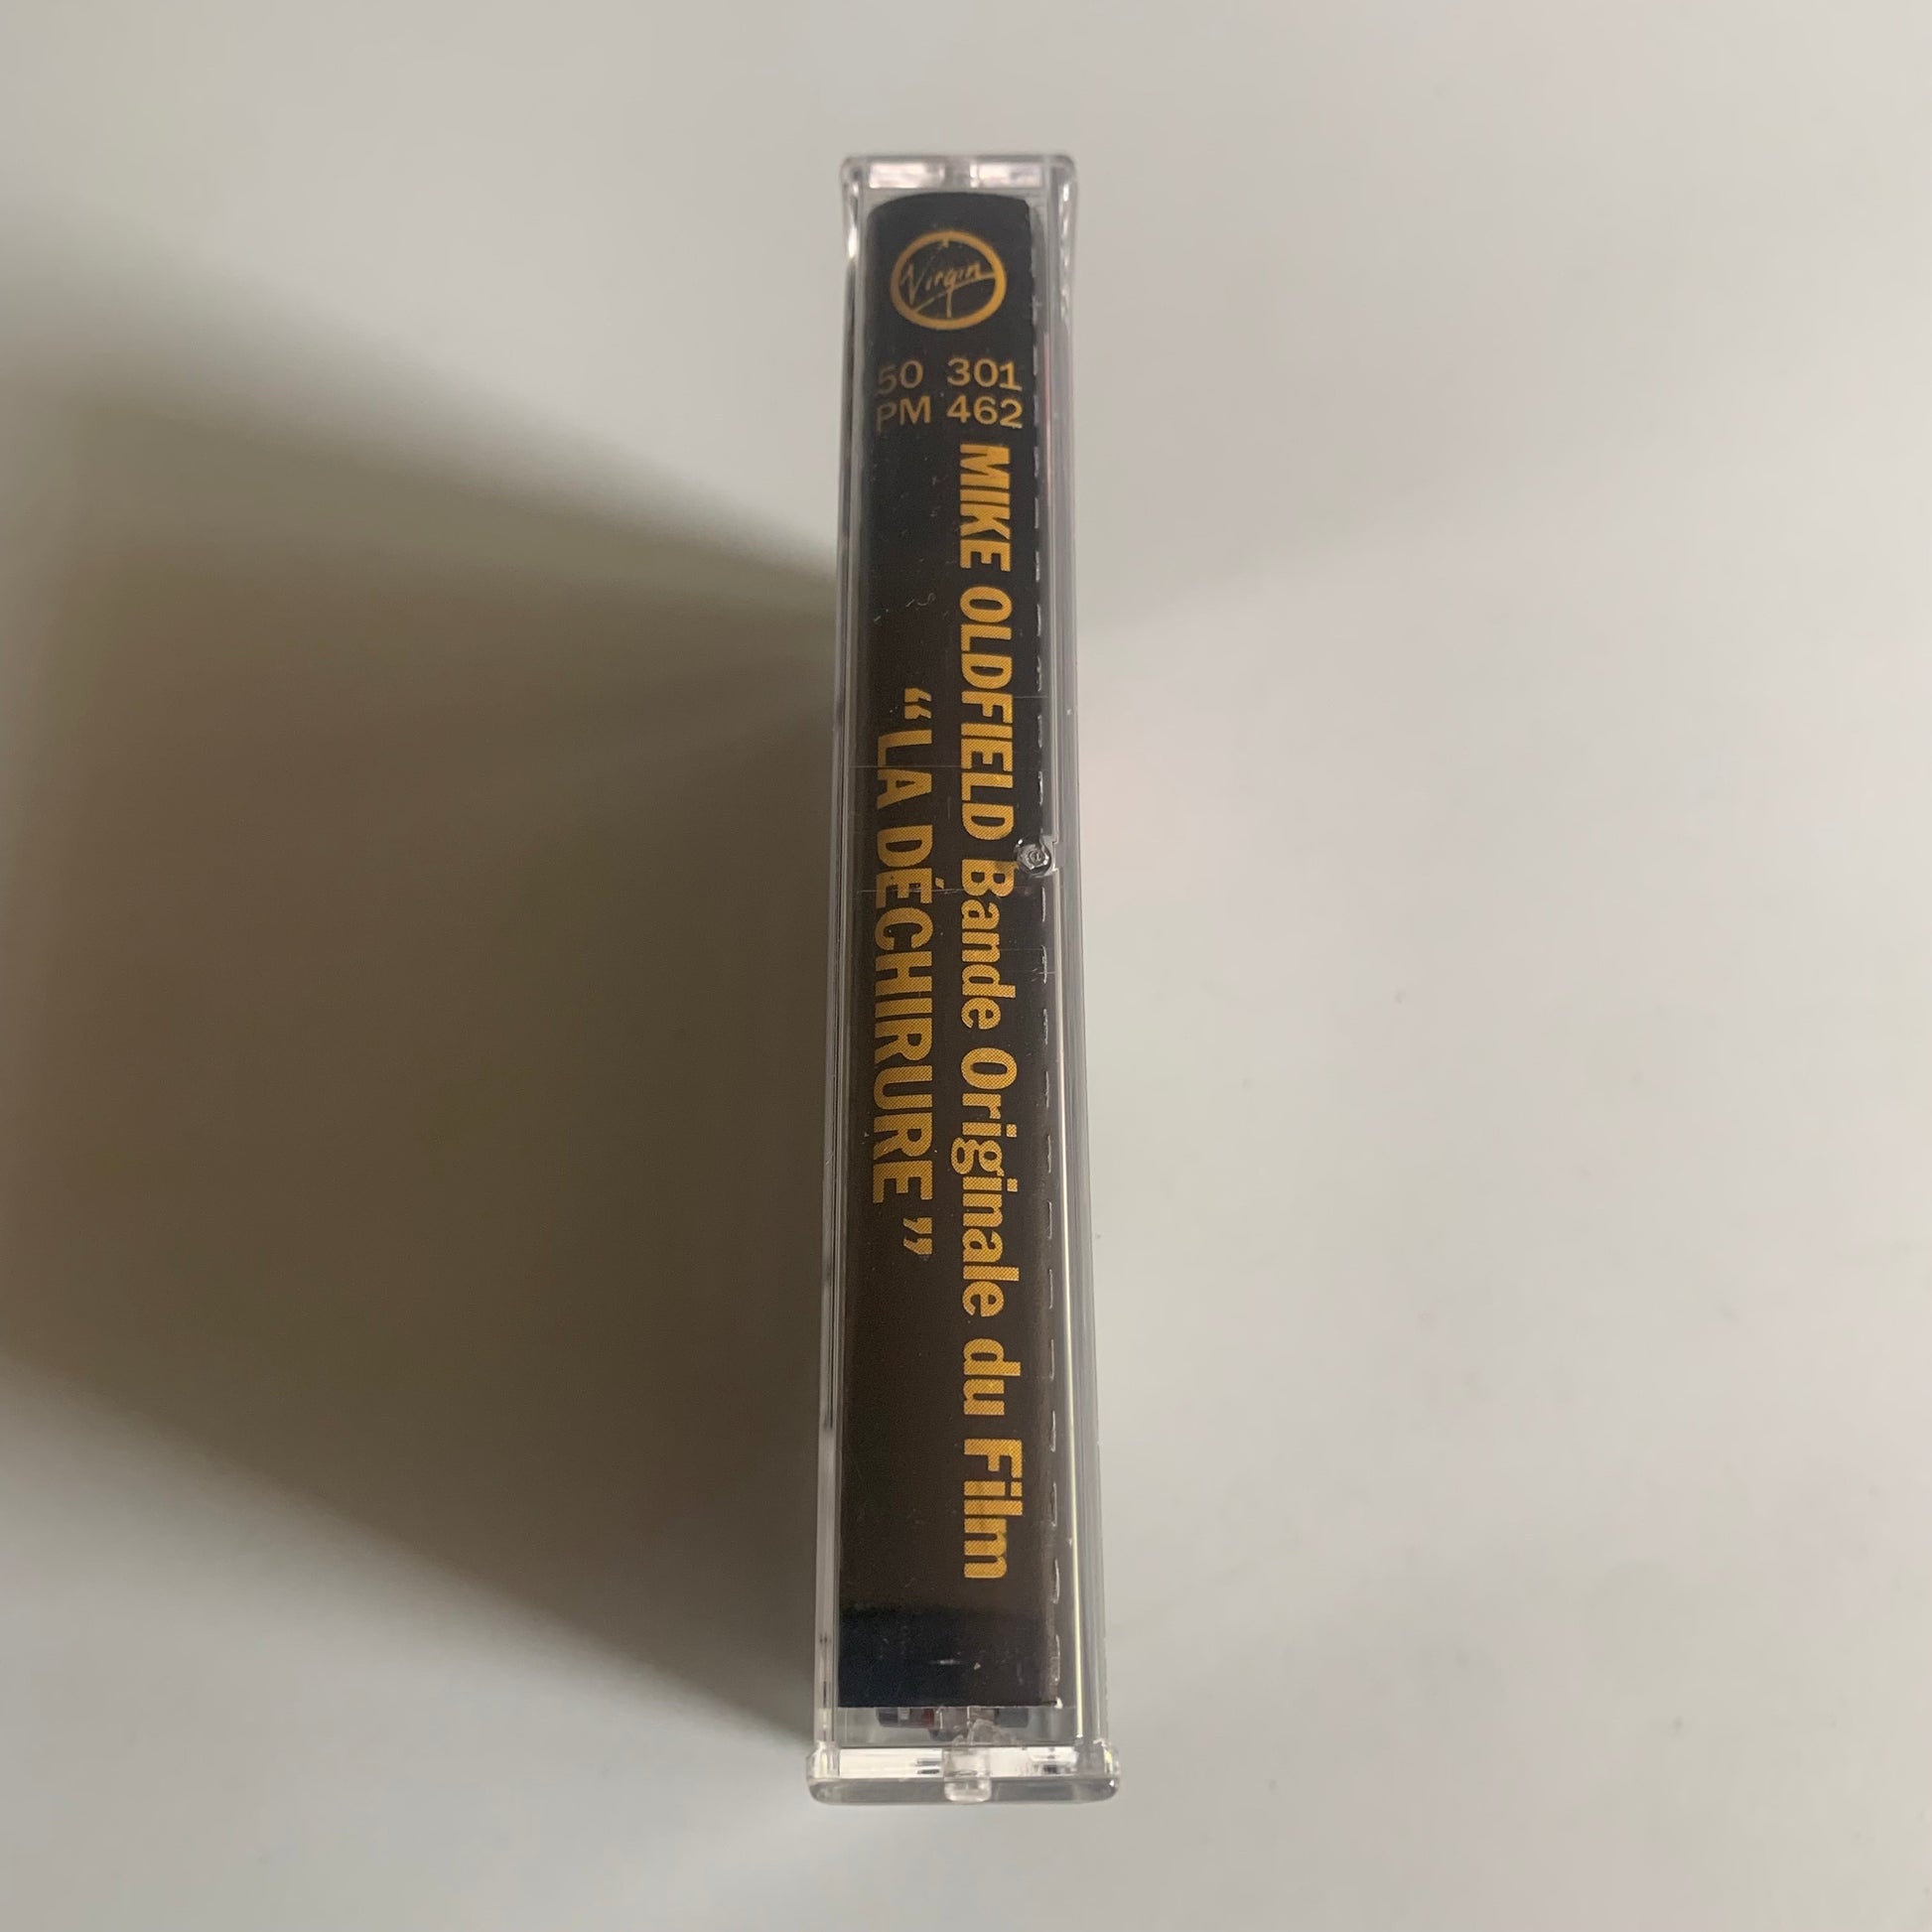 Virgin
50 301
PM 462
MIKE OLDFIELD Bande Originale du Film
“LA DÉCHIRURE”